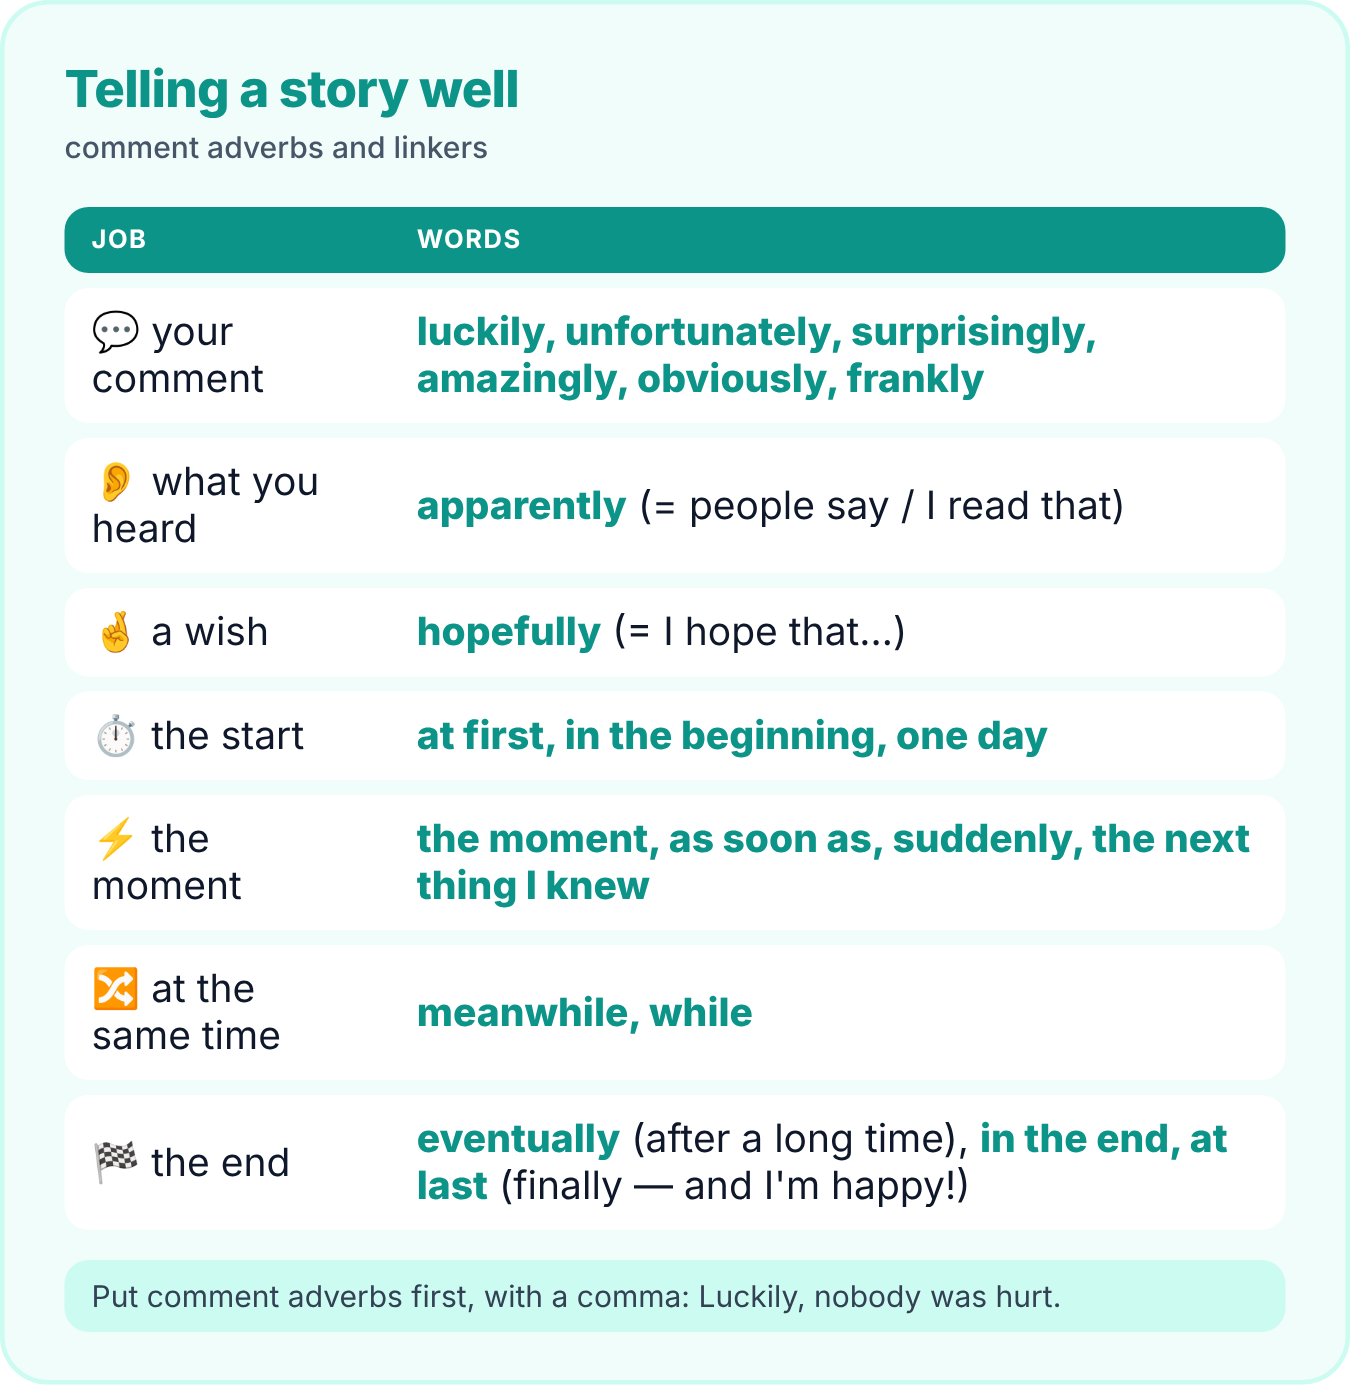 Telling a story well
comment adverbs and linkers
JOB WORDS
💬 your comment
luckily, unfortunately, surprisingly,
amazingly, obviously, frankly
👂 what you heard
apparently (= people say / I read that)
🤞 a wish
hopefully (= I hope that...)
⏱️ the start
at first, in the beginning, one day
⚡ the moment
the moment, as soon as, suddenly, the next
thing I knew
🔀 at the same time
meanwhile, while
🏁 the end
eventually (after a long time), in the end, at
last (finally — and I'm happy!)
Put comment adverbs first, with a comma: Luckily, nobody was hurt.